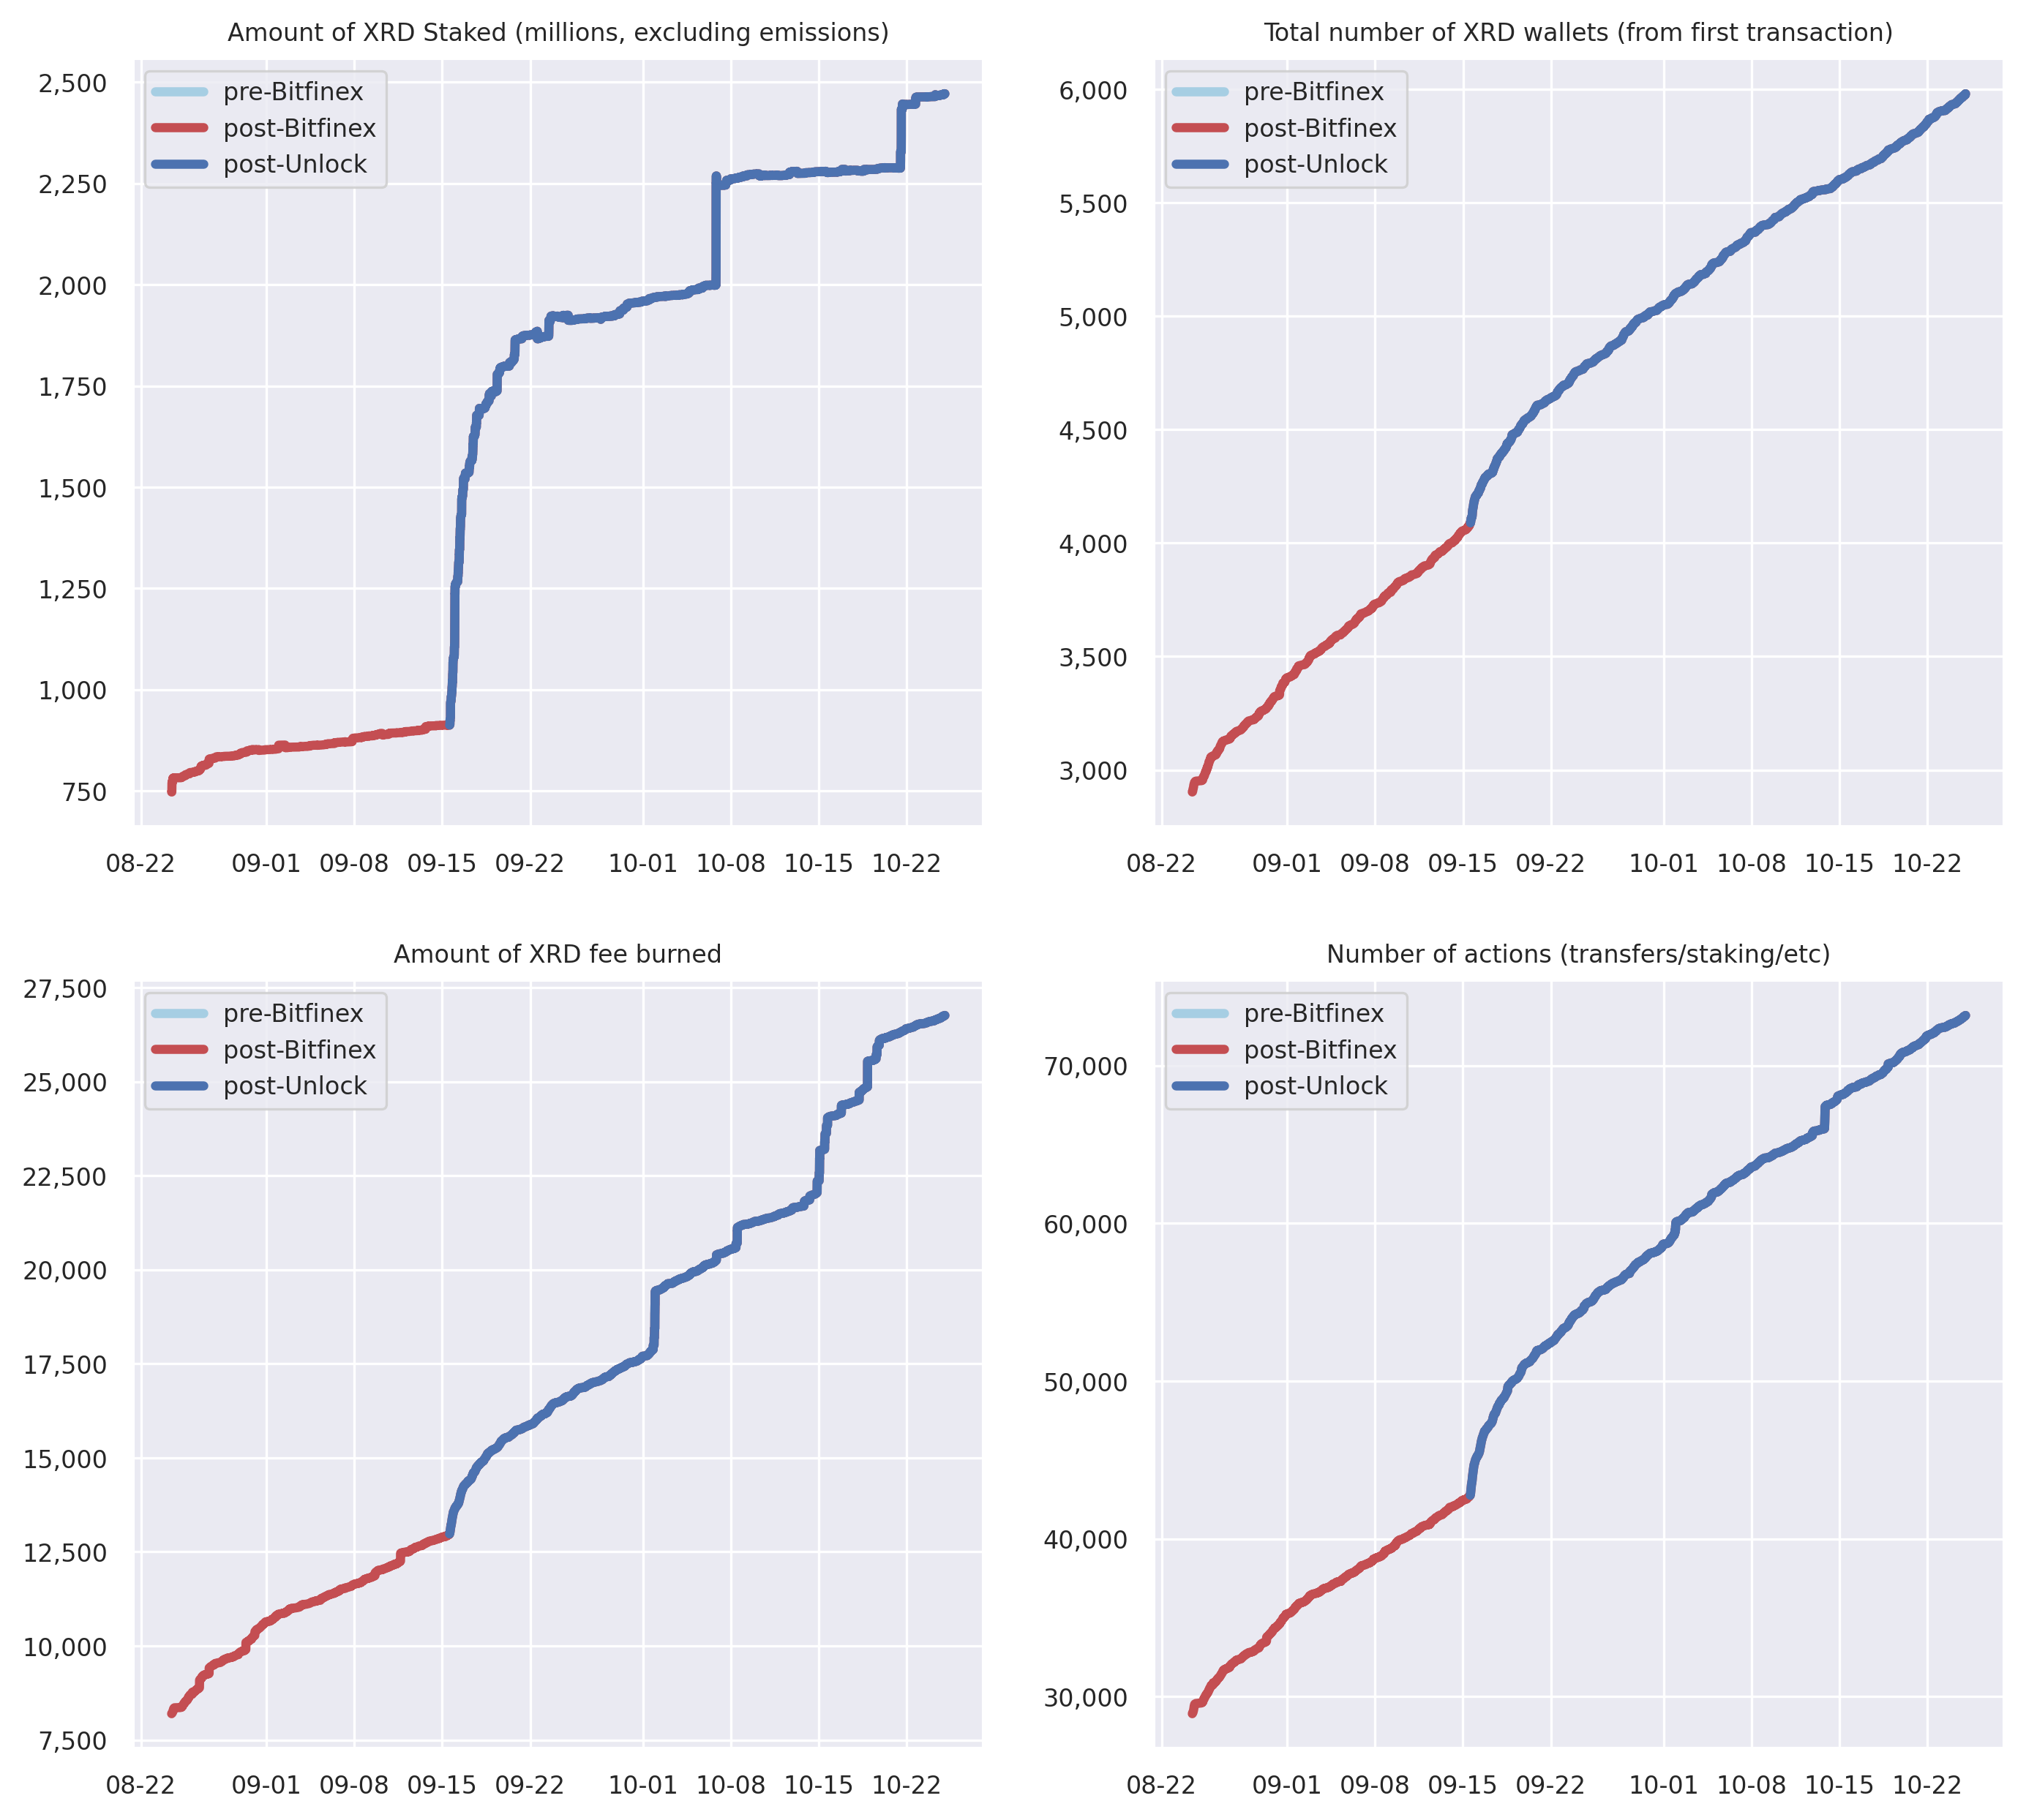 Amount of XRD Staked (millions, excluding emissions)
2,500
2,250
2,000
1,750
1,500
1,250
1,000
750
pre-Bitfinex
post-Bitfinex
post-Unlock
08-22 09-01 09-08 09-15 09-22 10-01 10-08 10-15 10-22
Total number of XRD wallets (from first transaction)
6,000
5,500
5,000
4,500
4,000
3,500
3,000
pre-Bitfinex
post-Bitfinex
post-Unlock
08-22 09-01 09-08 09-15 09-22 10-01 10-08 10-15 10-22
Amount of XRD fee burned
27,500
25,000
22,500
20,000
17,500
15,000
12,500
10,000
7,500
pre-Bitfinex
post-Bitfinex
post-Unlock
08-22 09-01 09-08 09-15 09-22 10-01 10-08 10-15 10-22
Number of actions (transfers/staking/etc)
70,000
60,000
50,000
40,000
30,000
pre-Bitfinex
post-Bitfinex
post-Unlock
08-22 09-01 09-08 09-15 09-22 10-01 10-08 10-15 10-22